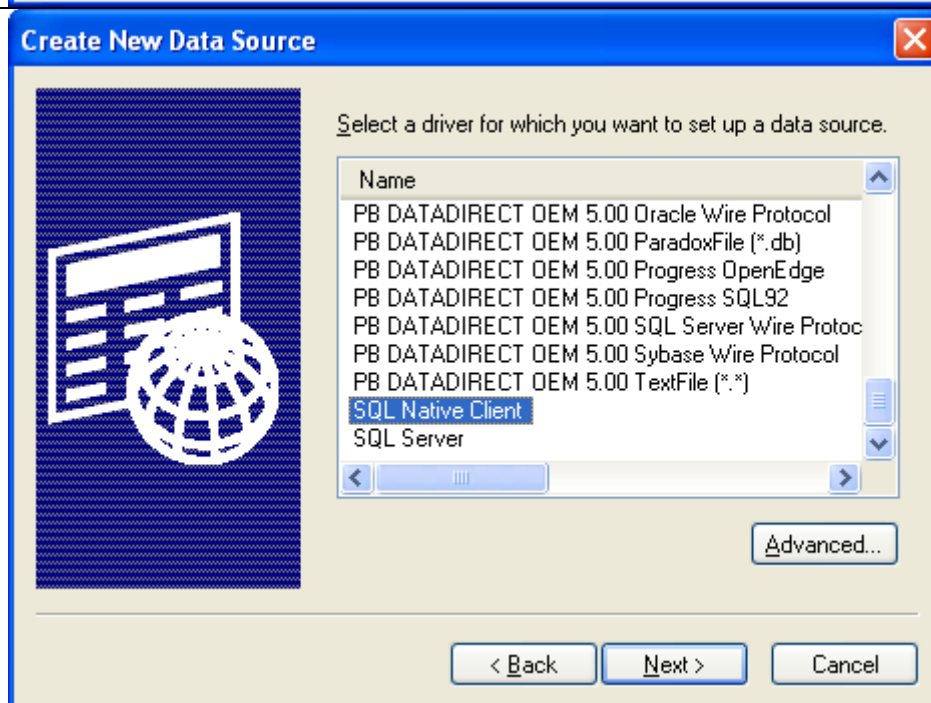 Create New Data Source
Select a driver for which you want to set up a data source.
Name
PB DATADIRECT OEM 5.00 Oracle Wire Protocol
PB DATADIRECT OEM 5.00 ParadoxFile (*.db)
PB DATADIRECT OEM 5.00 Progress OpenEdge
PB DATADIRECT OEM 5.00 Progress SQL92
PB DATADIRECT OEM 5.00 SQL Server Wire Protoc
PB DATADIRECT OEM 5.00 Sybase Wire Protocol
PB DATADIRECT OEM 5.00 TextFile (*.*)
SQL Native Client
SQL Server
Advanced...
< Back Next > Cancel